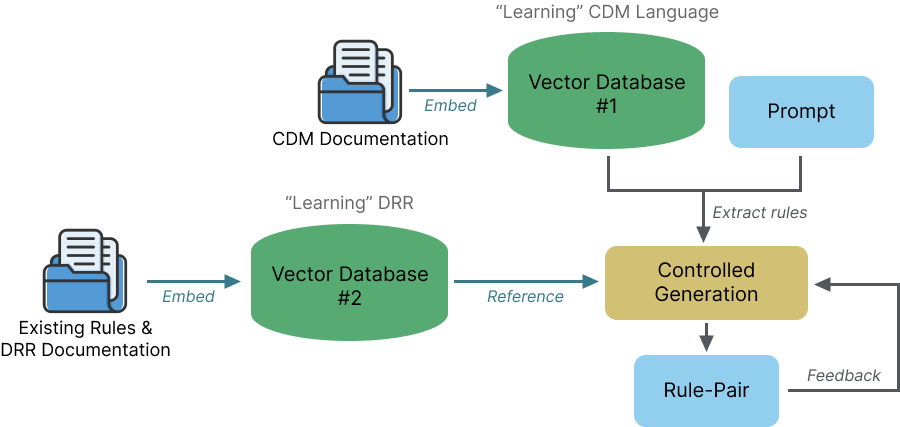 “Learning” CDM Language
Vector Database
#1
Prompt
Embed
CDM Documentation
Extract rules
“Learning” DRR
Vector Database
#2
Embed
Reference
Existing Rules &
DRR Documentation
Controlled
Generation
Rule-Pair
Feedback